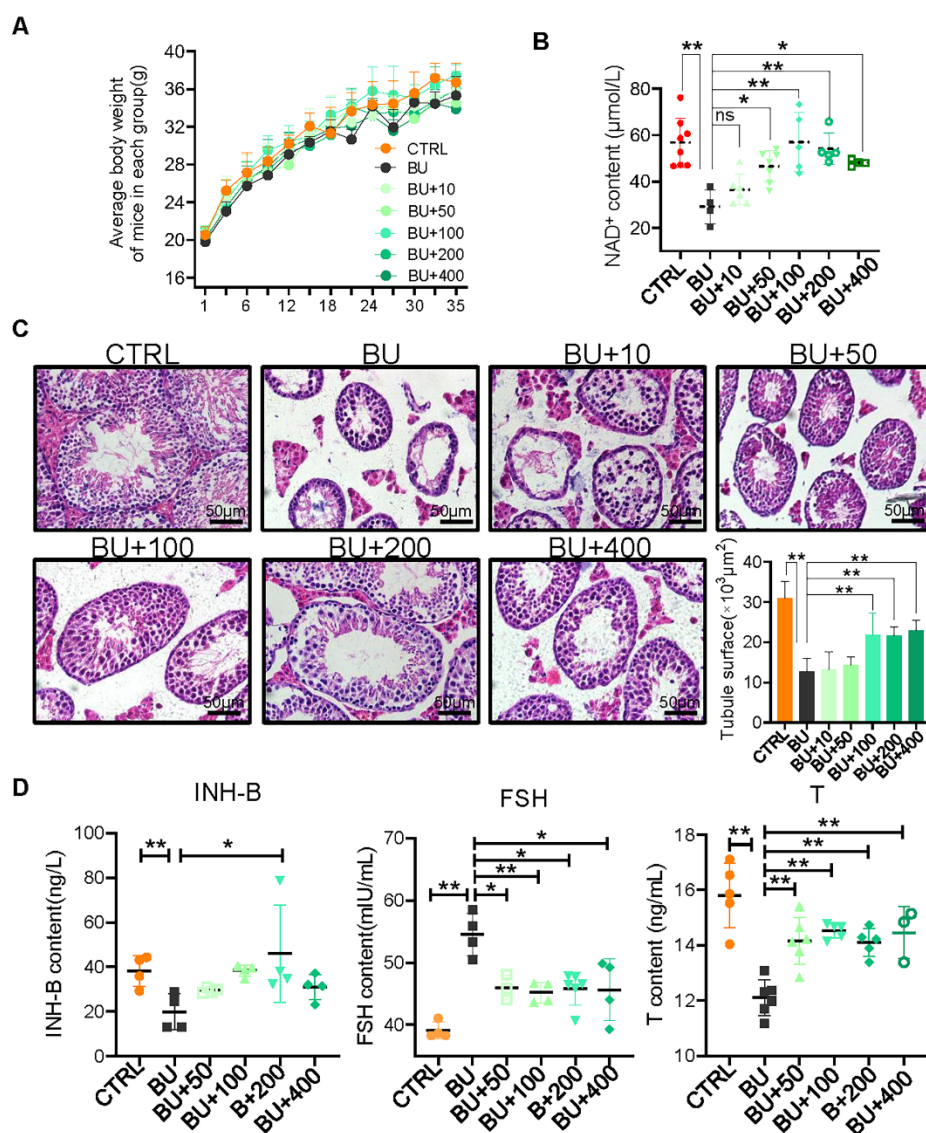 A
Average body weight
of mice in each group(g)
40
36
32
28
24
20
16
1 3 6 9 12 15 18 21 24 27 30 33 35
CTRL
BU
BU+10
BU+50
BU+100
BU+200
BU+400
B
NAD⁺ content (μmol/L)
100
80
60
40
20
** ns * ** ** *
CTRL BU BU+10 BU+50 BU+100 BU+200 BU+400
C
CTRL BU BU+10 BU+50
50μm 50μm 50μm 50μm
BU+100 BU+200 BU+400
50μm 50μm 50μm
Tubule surface(×10³μm²)
40
30
20
10
0
** ** ** **
CTRL BU BU+10 BU+50 BU+100 BU+200 BU+400
D
INH-B
INH-B content(ng/L)
100
80
60
40
20
0
** *
CTRL BU BU+50 BU+100 B+200 BU+400
FSH
FSH content(mIU/mL)
70
60
50
40
** * ** * *
CTRL BU BU+50 BU+100 B+200 BU+400
T
T content (ng/mL)
18
16
14
12
10
** ** ** ** **
CTRL BU BU+50 BU+100 B+200 BU+400